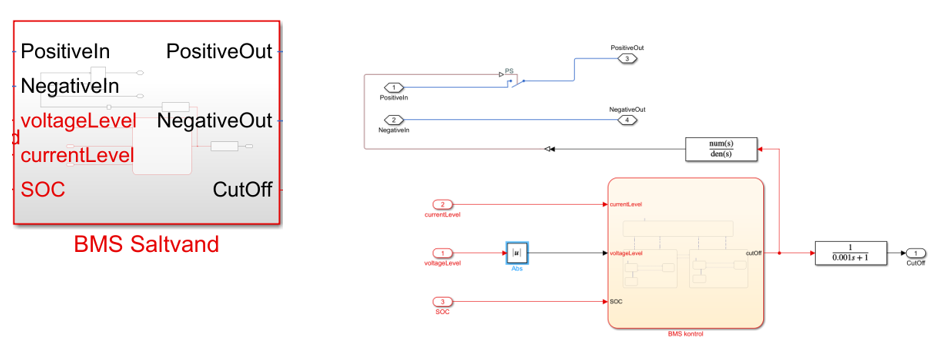 PositiveIn PositiveOut
NegativeIn
voltageLevel NegativeOut
d
currentLevel
SOC CutOff
BMS Saltvand
PositiveOut
3
PS
1
PositiveIn
NegativeOut
2
4
NegativeIn
num(s)
den(s)
2
currentLevel
currentLevel
1
voltageLevel
|u|
Abs
voltageLevel
cutOff
1
0.001s + 1
1
CutOff
3
SOC
SOC
BMS kontrol